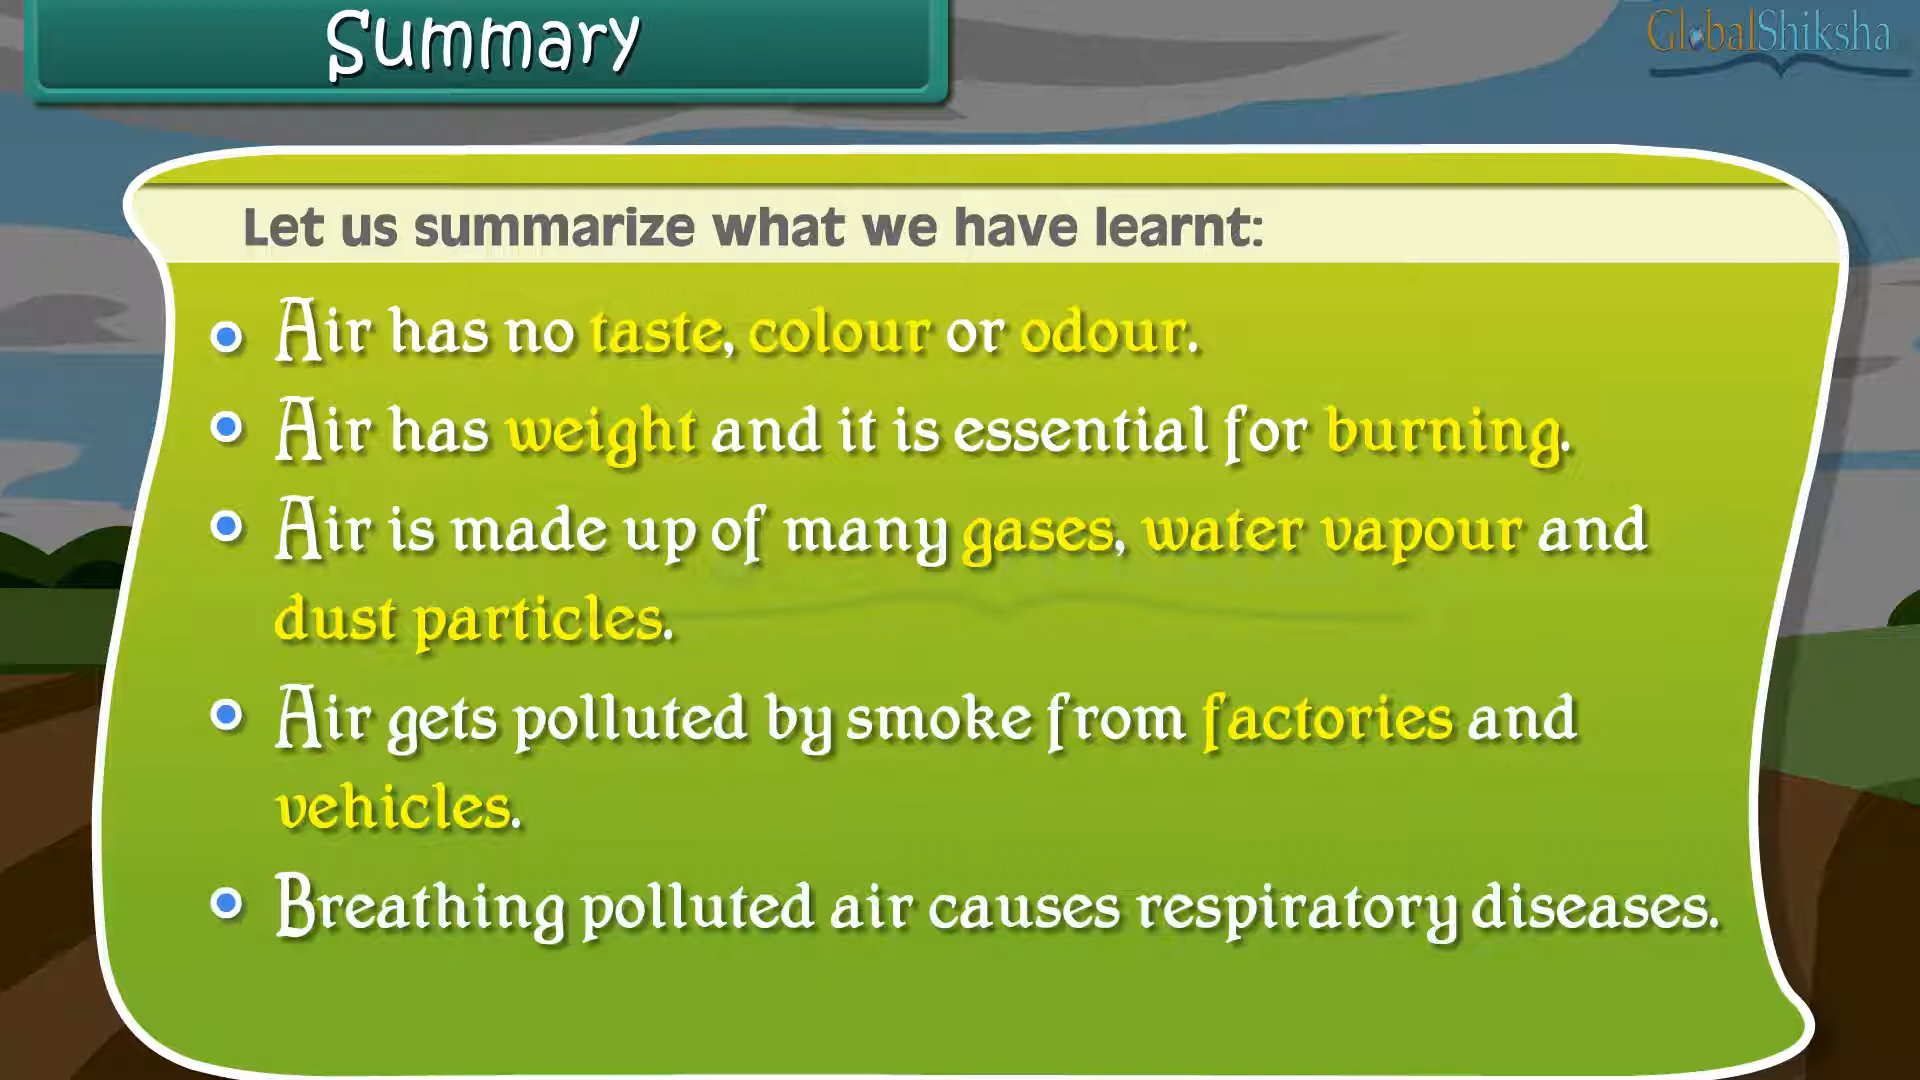 Summary
GlobalShiksha
Let us summarize what we have learnt:
Air has no taste, colour or odour.
Air has weight and it is essential for burning.
Air is made up of many gases, water vapour and
dust particles.
Air gets polluted by smoke from factories and
vehicles.
Breathing polluted air causes respiratory diseases.